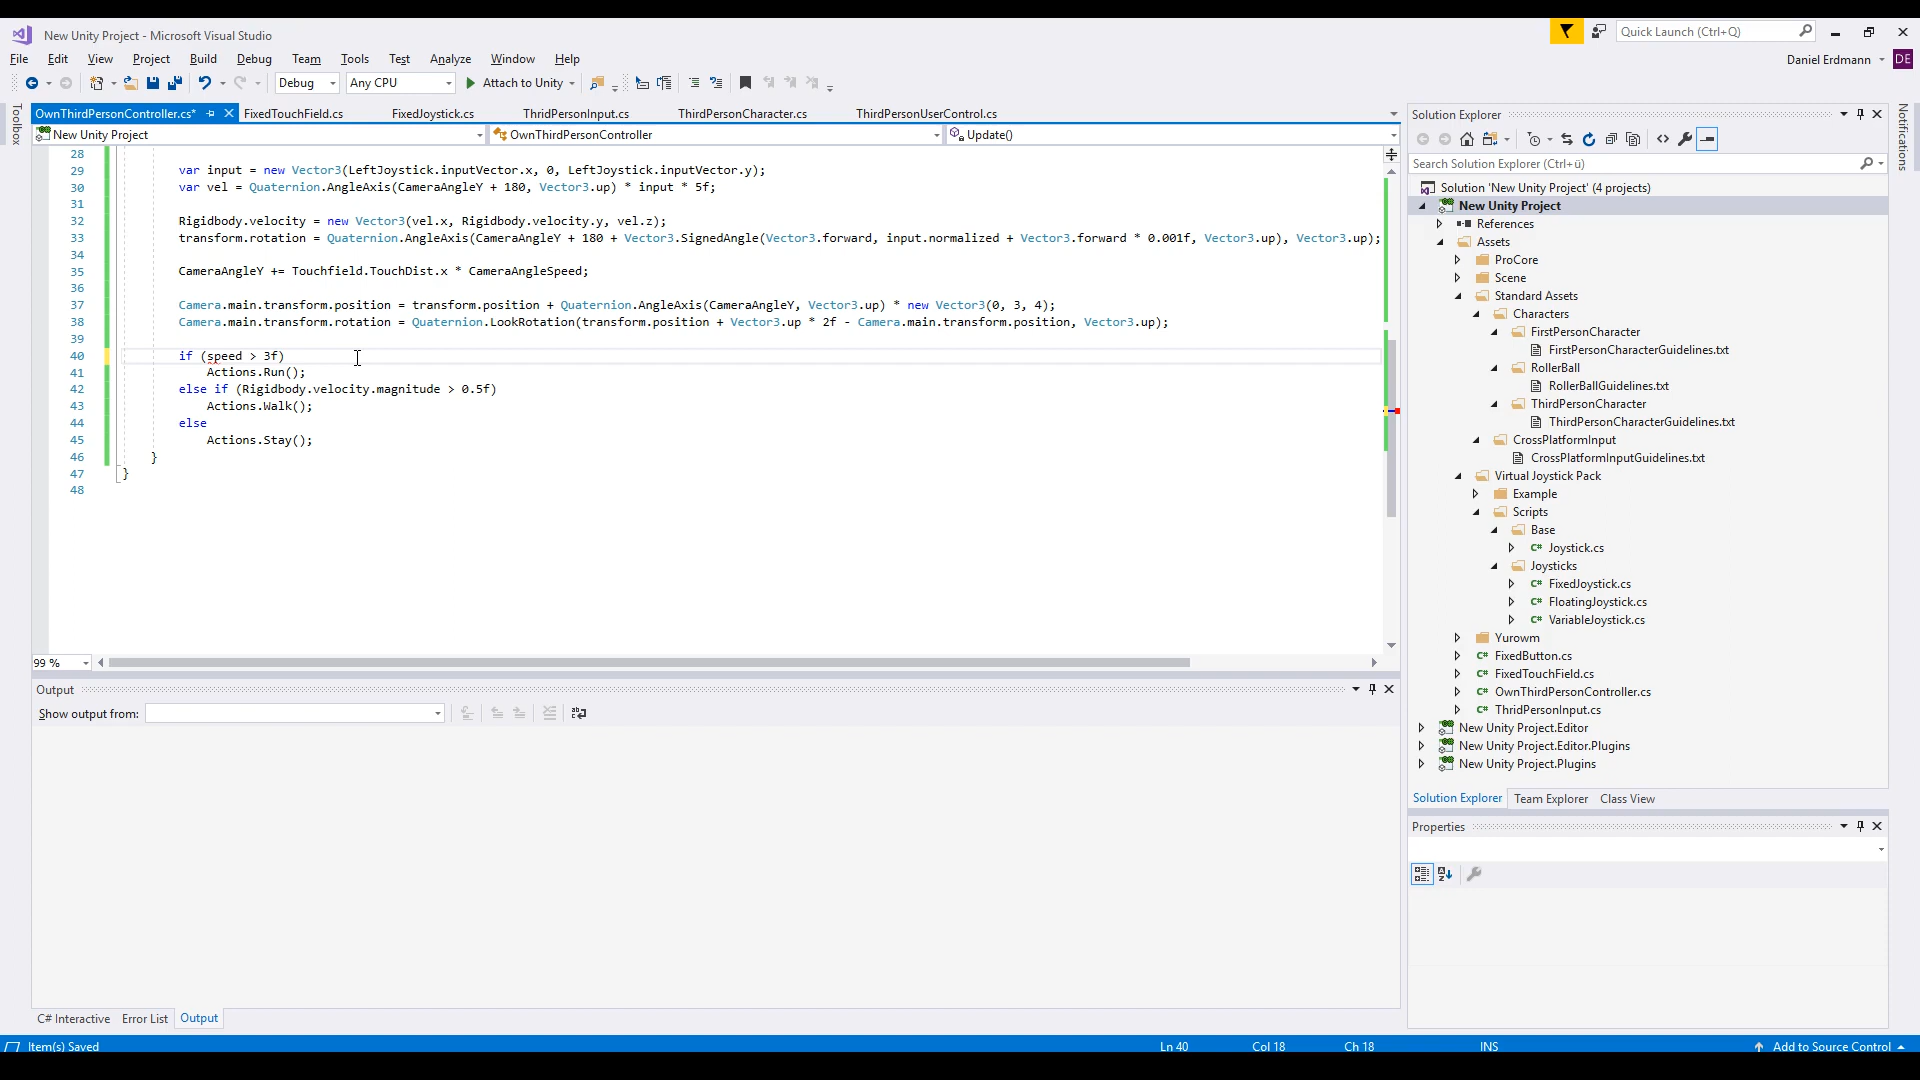 New Unity Project - Microsoft Visual Studio
Quick Launch (Ctrl+Q)
File Edit View Project Build Debug Team Tools Test Analyze Window Help
Daniel Erdmann DE
Debug Any CPU Attach to Unity
Toolbox
OwnThirdPersonController.cs* FixedTouchField.cs FixedJoystick.cs ThridPersonInput.cs ThirdPersonCharacter.cs ThirdPersonUserControl.cs
New Unity Project OwnThirdPersonController Update()
28
29 var input = new Vector3(LeftJoystick.inputVector.x, 0, LeftJoystick.inputVector.y);
30 var vel = Quaternion.AngleAxis(CameraAngleY + 180, Vector3.up) * input * 5f;
31
32 Rigidbody.velocity = new Vector3(vel.x, Rigidbody.velocity.y, vel.z);
33 transform.rotation = Quaternion.AngleAxis(CameraAngleY + 180 + Vector3.SignedAngle(Vector3.forward, input.normalized + Vector3.forward * 0.001f, Vector3.up), Vector3.up);
34
35 CameraAngleY += Touchfield.TouchDist.x * CameraAngleSpeed;
36
37 Camera.main.transform.position = transform.position + Quaternion.AngleAxis(CameraAngleY, Vector3.up) * new Vector3(0, 3, 4);
38 Camera.main.transform.rotation = Quaternion.LookRotation(transform.position + Vector3.up * 2f - Camera.main.transform.position, Vector3.up);
39
40 if (speed > 3f)
41 Actions.Run();
42 else if (Rigidbody.velocity.magnitude > 0.5f)
43 Actions.Walk();
44 else
45 Actions.Stay();
46 }
47 }
48
99 %
Output
Show output from:
C# Interactive Error List Output
Item(s) Saved Ln 40 Col 18 Ch 18 INS Add to Source Control
Solution Explorer
Search Solution Explorer (Ctrl+ü)
Solution 'New Unity Project' (4 projects)
New Unity Project
References
Assets
ProCore
Scene
Standard Assets
Characters
FirstPersonCharacter
FirstPersonCharacterGuidelines.txt
RollerBall
RollerBallGuidelines.txt
ThirdPersonCharacter
ThirdPersonCharacterGuidelines.txt
CrossPlatformInput
CrossPlatformInputGuidelines.txt
Virtual Joystick Pack
Example
Scripts
Base
C# Joystick.cs
Joysticks
C# FixedJoystick.cs
C# FloatingJoystick.cs
C# VariableJoystick.cs
Yurowm
C# FixedButton.cs
C# FixedTouchField.cs
C# OwnThirdPersonController.cs
C# ThridPersonInput.cs
New Unity Project.Editor
New Unity Project.Editor.Plugins
New Unity Project.Plugins
Solution Explorer Team Explorer Class View
Properties
Notifications